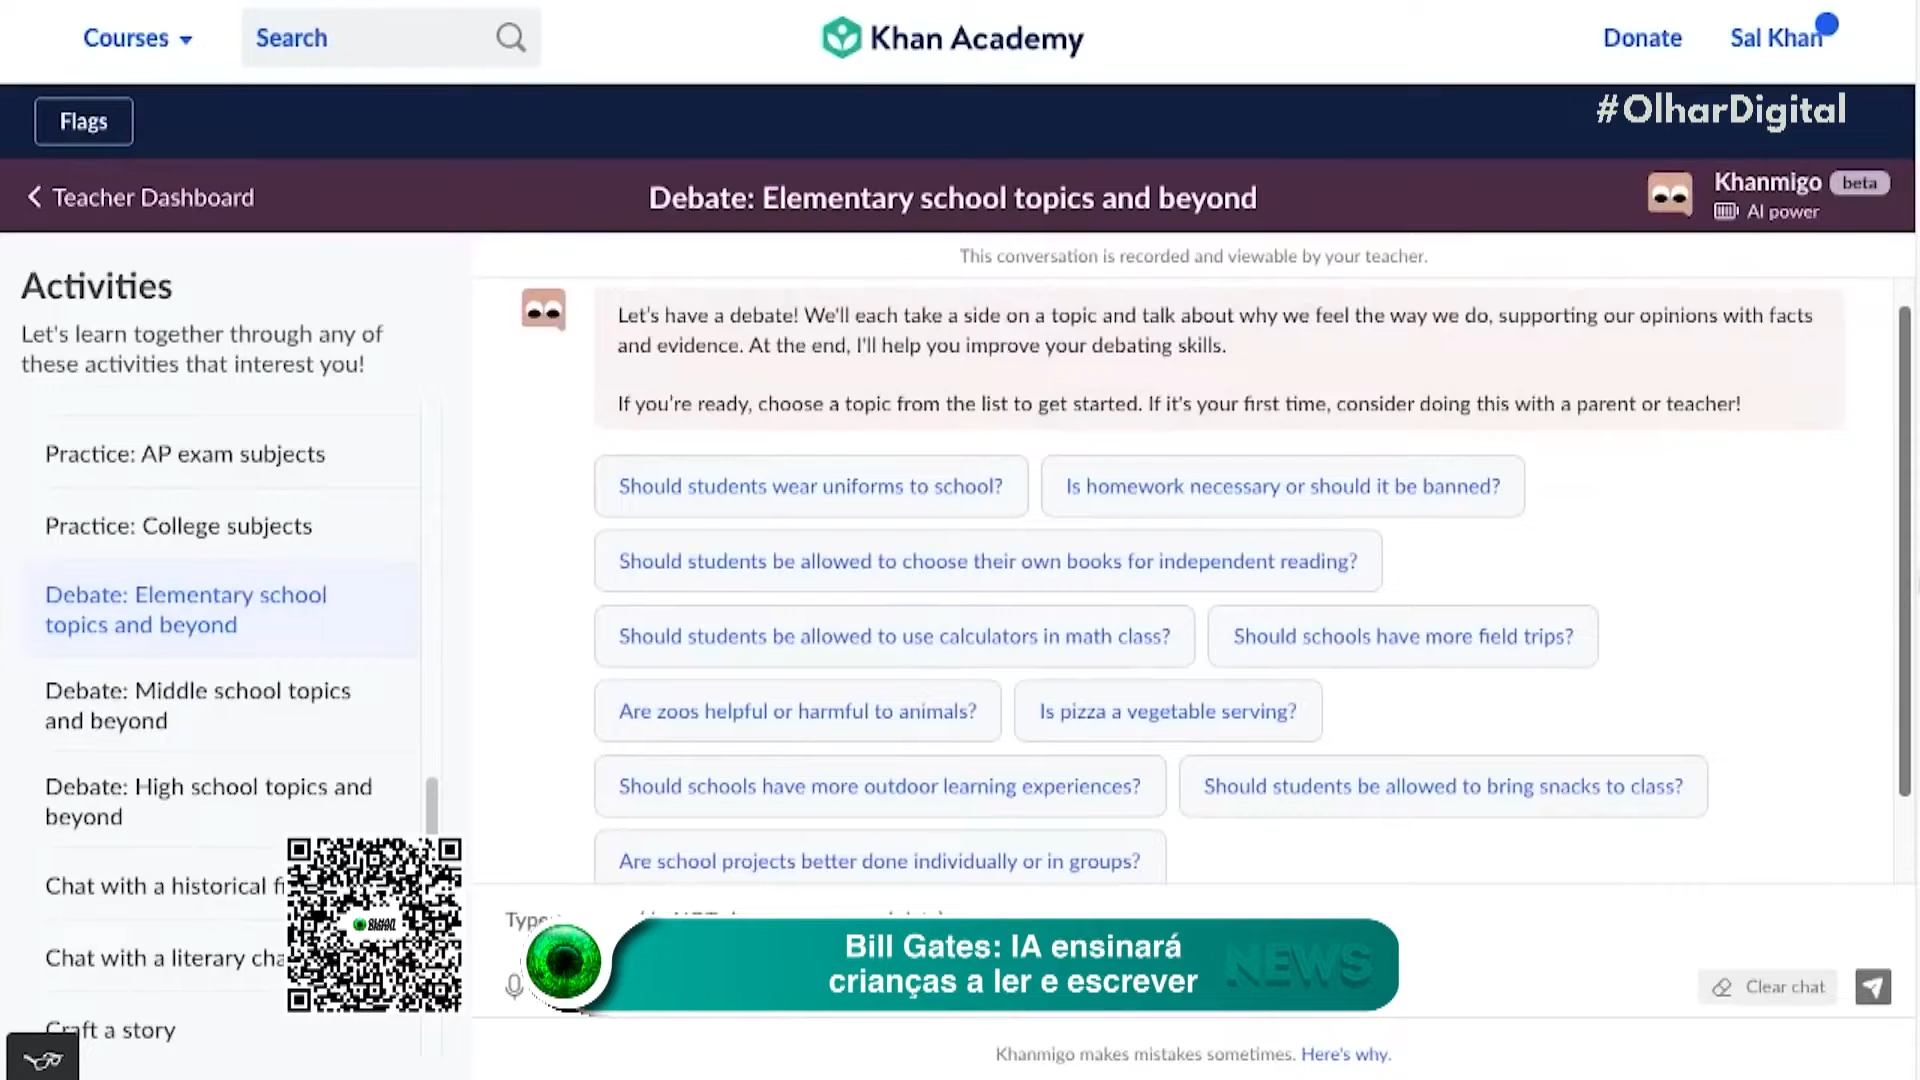 Courses
Search
Khan Academy
Donate
Sal Khan
Flags
#OlharDigital
Teacher Dashboard
Debate: Elementary school topics and beyond
Khanmigo beta
AI power
Activities
Let's learn together through any of
these activities that interest you!
Practice: AP exam subjects
Practice: College subjects
Debate: Elementary school
topics and beyond
Debate: Middle school topics
and beyond
Debate: High school topics and
beyond
Chat with a historical
Chat with a literary
Craft a story
This conversation is recorded and viewable by your teacher.
Let's have a debate! We'll each take a side on a topic and talk about why we feel the way we do, supporting our opinions with facts
and evidence. At the end, I'll help you improve your debating skills.
If you're ready, choose a topic from the list to get started. If it's your first time, consider doing this with a parent or teacher!
Should students wear uniforms to school?
Is homework necessary or should it be banned?
Should students be allowed to choose their own books for independent reading?
Should students be allowed to use calculators in math class?
Should schools have more field trips?
Are zoos helpful or harmful to animals?
Is pizza a vegetable serving?
Should schools have more outdoor learning experiences?
Should students be allowed to bring snacks to class?
Are school projects better done individually or in groups?
Type
Bill Gates: IA ensinará
crianças a ler e escrever
NEWS
Clear chat
Khanmigo makes mistakes sometimes. Here's why.